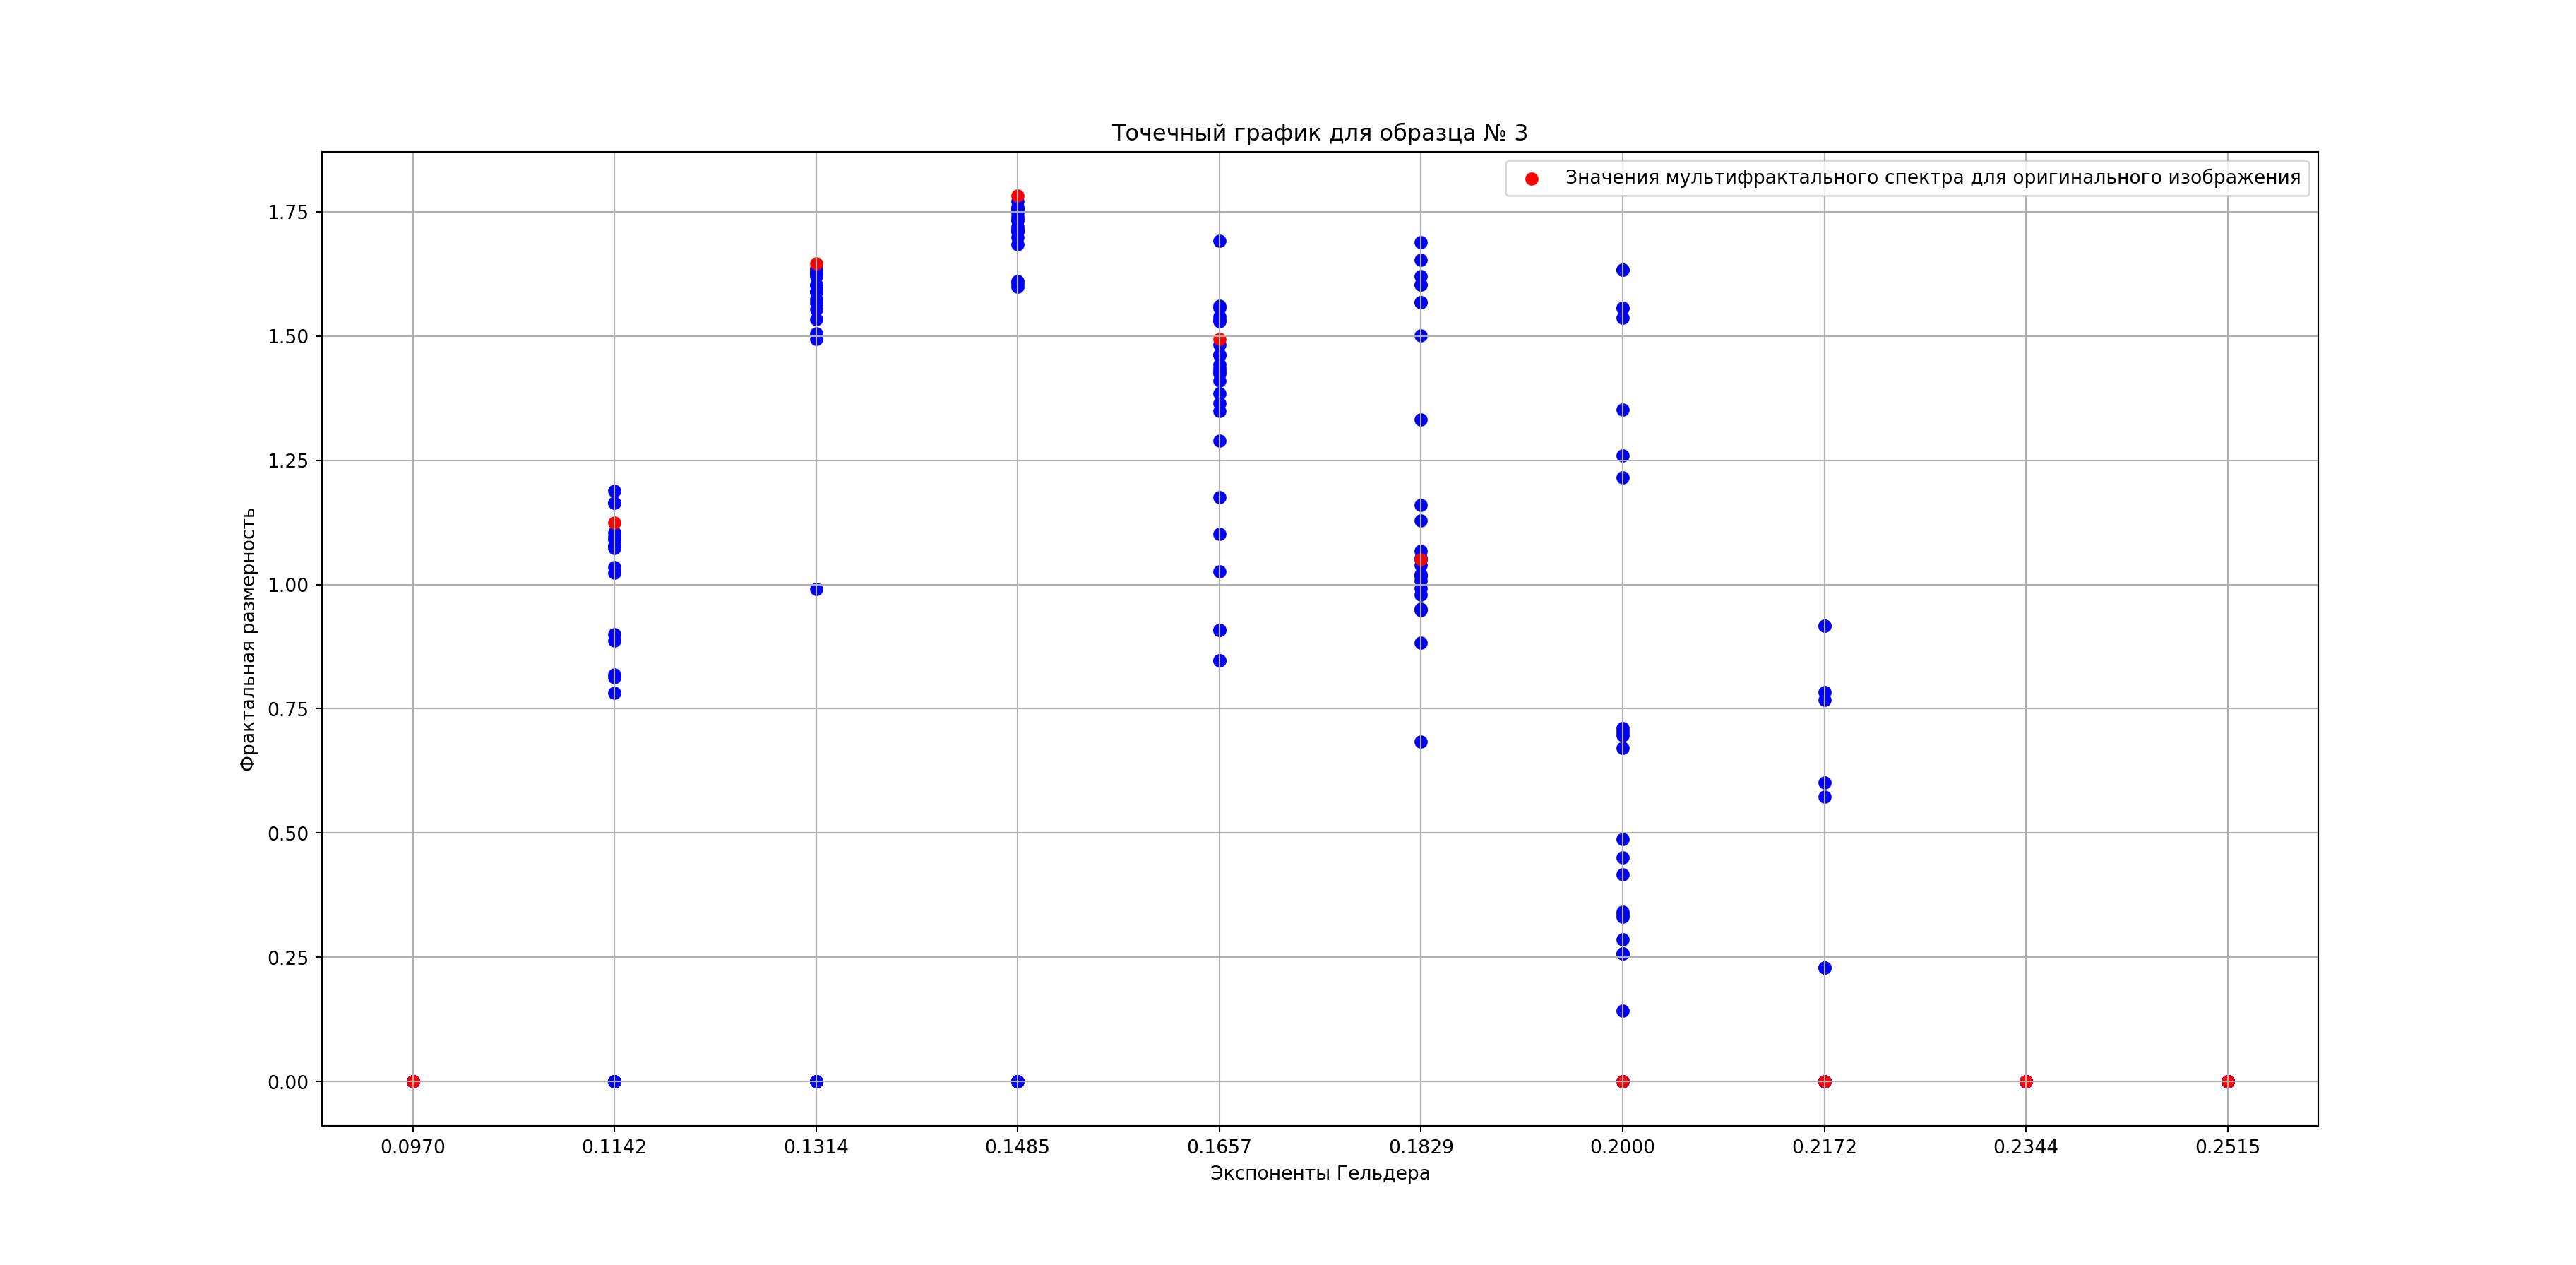 Точечный график для образца № 3
Значения мультифрактального спектра для оригинального изображения
Фрактальная размерность
1.75
1.50
1.25
1.00
0.75
0.50
0.25
0.00
0.0970 0.1142 0.1314 0.1485 0.1657 0.1829 0.2000 0.2172 0.2344 0.2515
Экспоненты Гельдера